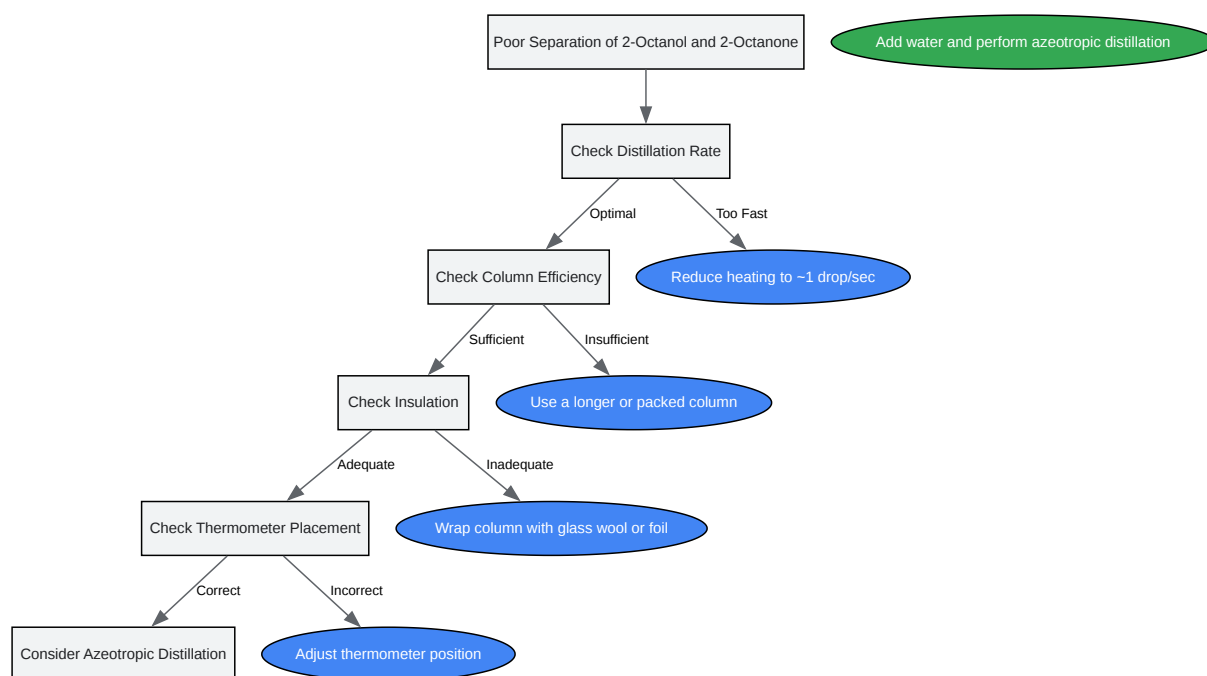 Poor Separation of 2-Octanol and 2-Octanone
Add water and perform azeotropic distillation
Check Distillation Rate
Optimal
Too Fast
Check Column Efficiency
Reduce heating to ~1 drop/sec
Sufficient
Insufficient
Check Insulation
Use a longer or packed column
Adequate
Inadequate
Check Thermometer Placement
Wrap column with glass wool or foil
Correct
Incorrect
Consider Azeotropic Distillation
Adjust thermometer position